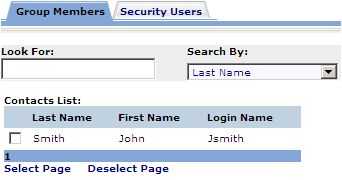 Group Members Security Users
Look For: Search By:
Last Name
Contacts List:
Last Name First Name Login Name
Smith John Jsmith
1
Select Page Deselect Page